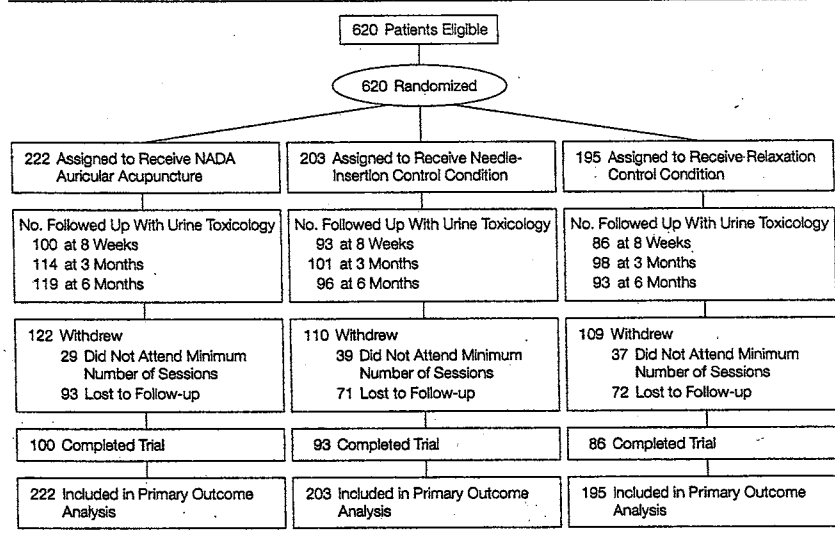 620 Patients Eligible
620 Randomized
222 Assigned to Receive NADA
Auricular Acupuncture
203 Assigned to Receive Needle-
Insertion Control Condition
195 Assigned to Receive Relaxation
Control Condition
No. Followed Up With Urine Toxicology
100 at 8 Weeks
114 at 3 Months
119 at 6 Months
No. Followed Up With Urine Toxicology
93 at 8 Weeks
101 at 3 Months
96 at 6 Months
No. Followed Up With Urine Toxicology
86 at 8 Weeks
98 at 3 Months
93 at 6 Months
122 Withdrew
29 Did Not Attend Minimum
Number of Sessions
93 Lost to Follow-up
110 Withdrew
39 Did Not Attend Minimum
Number of Sessions
71 Lost to Follow-up
109 Withdrew
37 Did Not Attend Minimum
Number of Sessions
72 Lost to Follow-up
100 Completed Trial
93 Completed Trial
86 Completed Trial
222 Included in Primary Outcome
Analysis
203 Included in Primary Outcome
Analysis
195 Included in Primary Outcome
Analysis